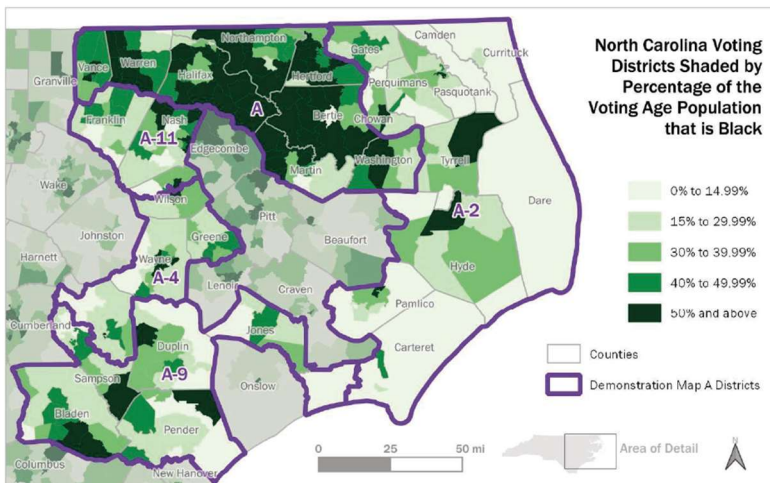 North Carolina Voting
Districts Shaded by
Percentage of the
Voting Age Population
that is Black
0% to 14.99%
15% to 29.99%
30% to 39.99%
40% to 49.99%
50% and above
Counties
Demonstration Map A Districts
Area of Detail
N
0 25 50 mi
Northampton
Camden
Currituck
Gates
Vance
Warren
Granville
Halifax
Hertford
Perquimans
Pasquotank
A
Franklin
Nash
Bertie
Chowan
A-11
Edgecombe
Martin
Washington
Tyrrell
Wake
Wilson
Dare
Pitt
A-2
Johnston
Greene
Beaufort
Harnett
Wayne
Hyde
A-4
Lenoir
Craven
Pamlico
Cumberland
Jones
Carteret
Duplin
Sampson
A-9
Onslow
Bladen
Pender
Columbus
New Hanover